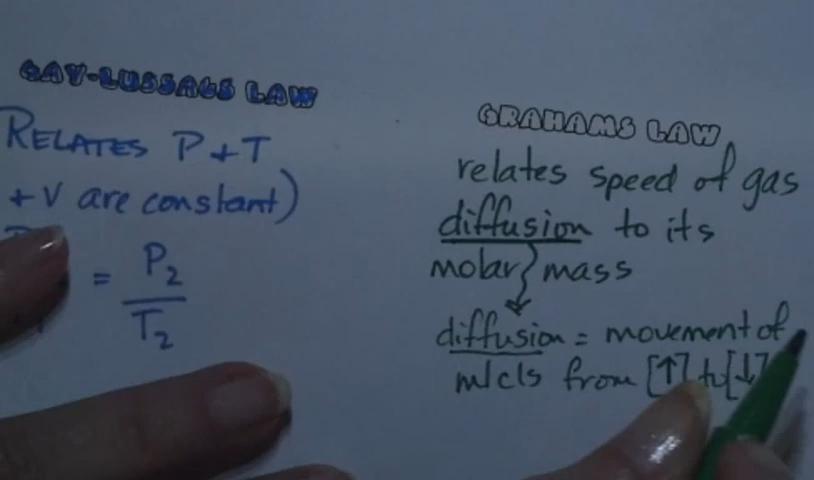 GAY-LUSSACS LAW
RELATES P + T
+ V are constant)
= P2
T2
GRAHAMS LAW
relates speed of gas
diffusion to its
molar mass
diffusion = movement of
mlcls from [↑] to [↓]